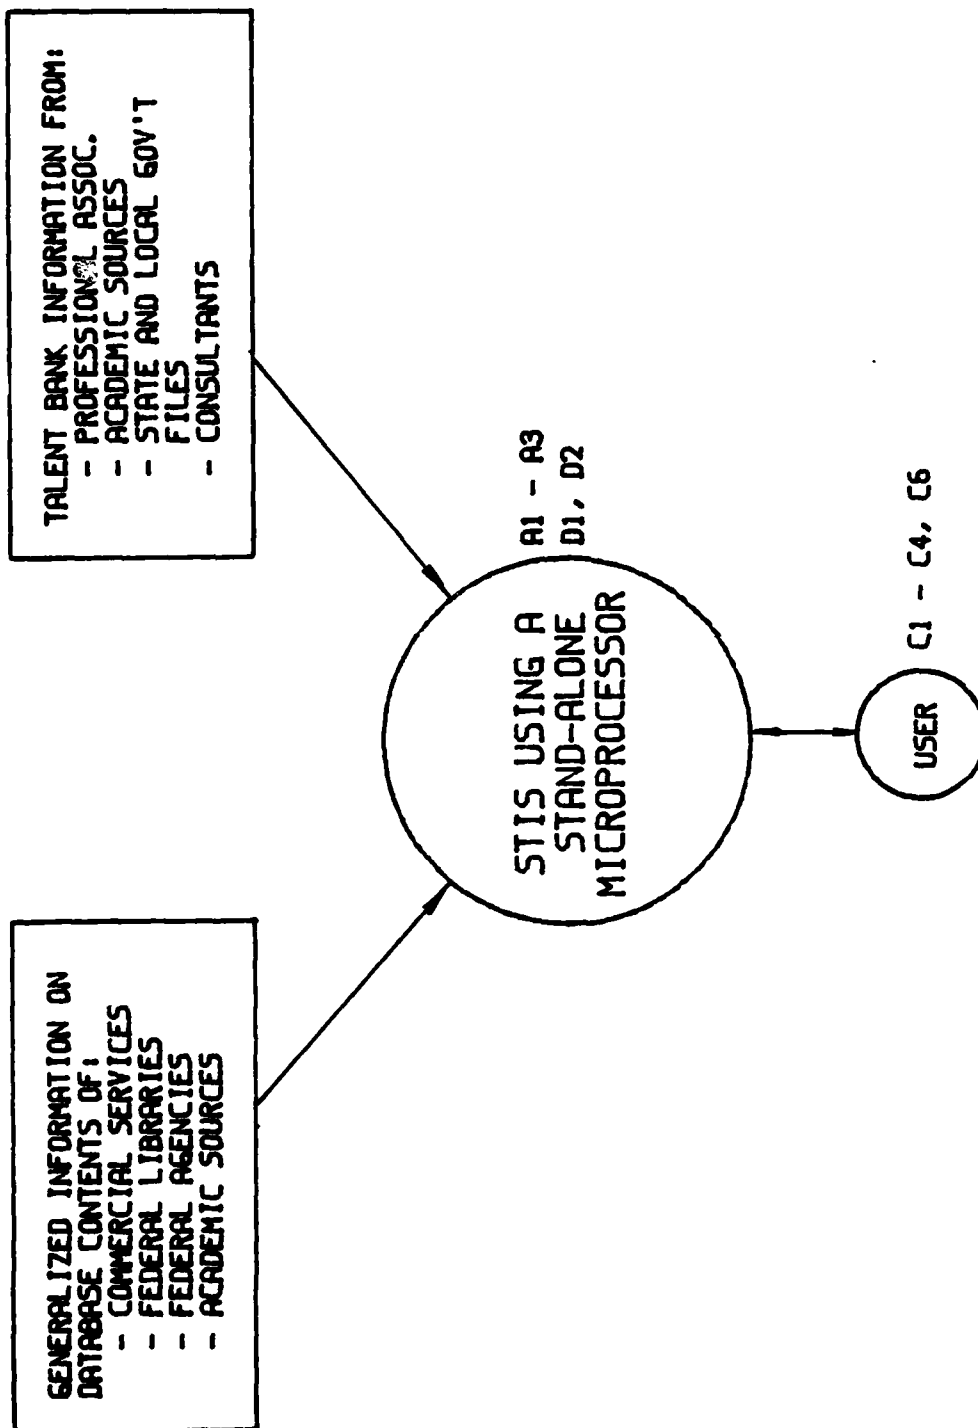 GENERALIZED INFORMATION ON
DATABASE CONTENTS OF:
- COMMERCIAL SERVICES
- FEDERAL LIBRARIES
- FEDERAL AGENCIES
- ACADEMIC SOURCES
TALENT BANK INFORMATION FROM:
- PROFESSIONAL ASSOC.
- ACADEMIC SOURCES
- STATE AND LOCAL GOV'T
FILES
- CONSULTANTS
STIS USING A
STAND-ALONE
MICROPROCESSOR
A1 - A3
D1, D2
USER
C1 - C4, C6